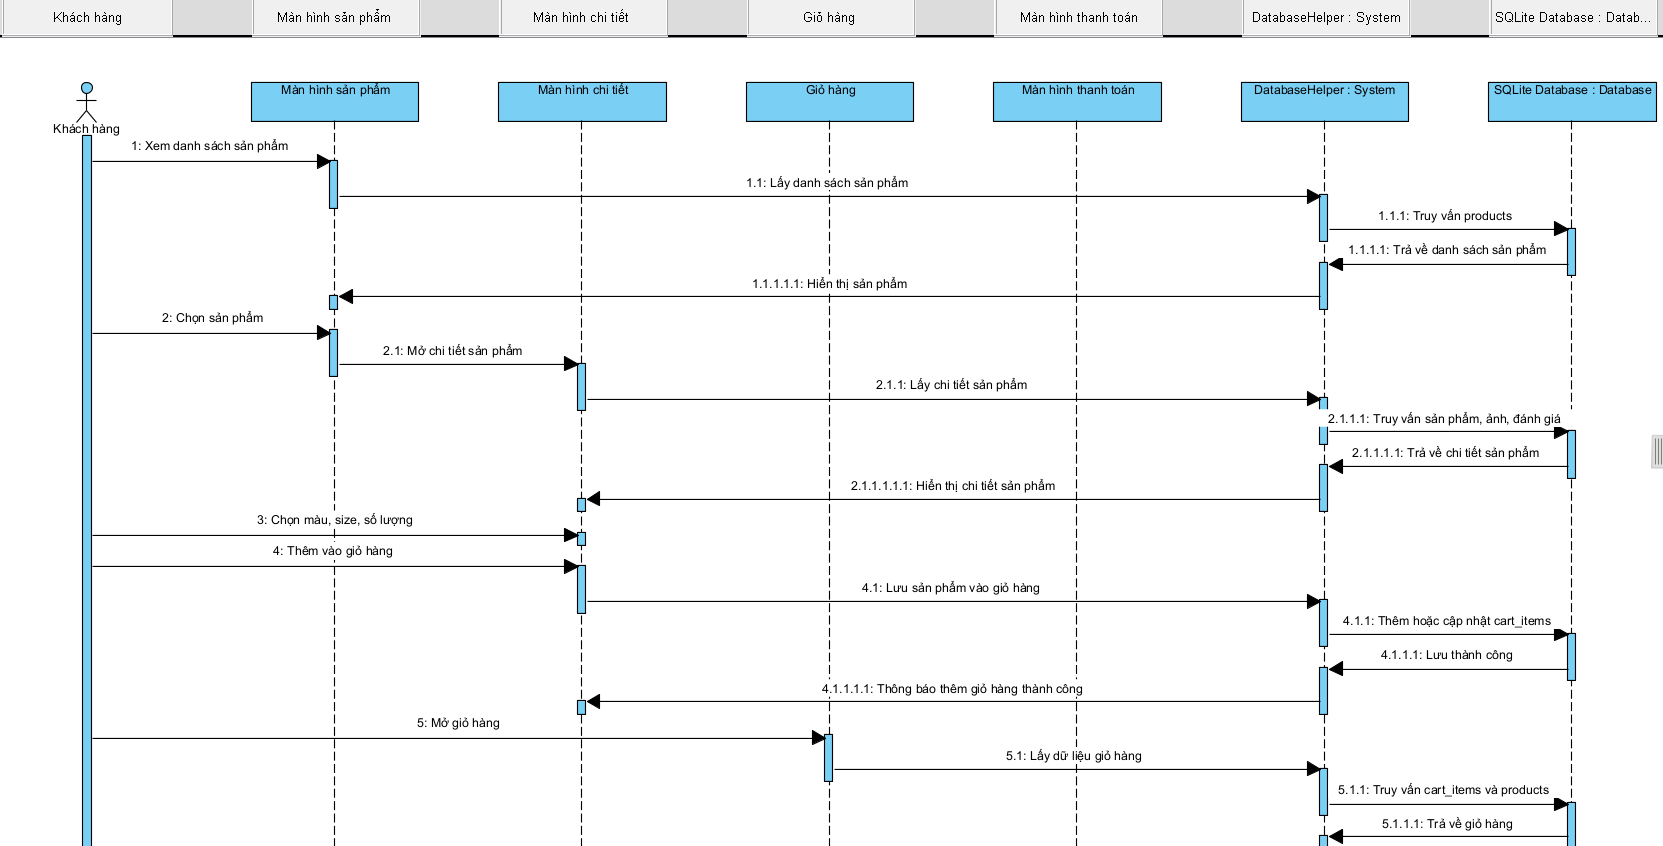 Khách hàng
Màn hình sản phẩm
Màn hình chi tiết
Giỏ hàng
Màn hình thanh toán
DatabaseHelper : System
SQLite Database : Datab...
Màn hình sản phẩm
Màn hình chi tiết
Giỏ hàng
Màn hình thanh toán
DatabaseHelper : System
SQLite Database : Database
Khách hàng
1: Xem danh sách sản phẩm
1.1: Lấy danh sách sản phẩm
1.1.1: Truy vấn products
1.1.1.1: Trả về danh sách sản phẩm
1.1.1.1.1: Hiển thị sản phẩm
2: Chọn sản phẩm
2.1: Mở chi tiết sản phẩm
2.1.1: Lấy chi tiết sản phẩm
2.1.1.1: Truy vấn sản phẩm, ảnh, đánh giá
2.1.1.1.1: Trả về chi tiết sản phẩm
2.1.1.1.1.1: Hiển thị chi tiết sản phẩm
3: Chọn màu, size, số lượng
4: Thêm vào giỏ hàng
4.1: Lưu sản phẩm vào giỏ hàng
4.1.1: Thêm hoặc cập nhật cart_items
4.1.1.1: Lưu thành công
4.1.1.1.1: Thông báo thêm giỏ hàng thành công
5: Mở giỏ hàng
5.1: Lấy dữ liệu giỏ hàng
5.1.1: Truy vấn cart_items và products
5.1.1.1: Trả về giỏ hàng